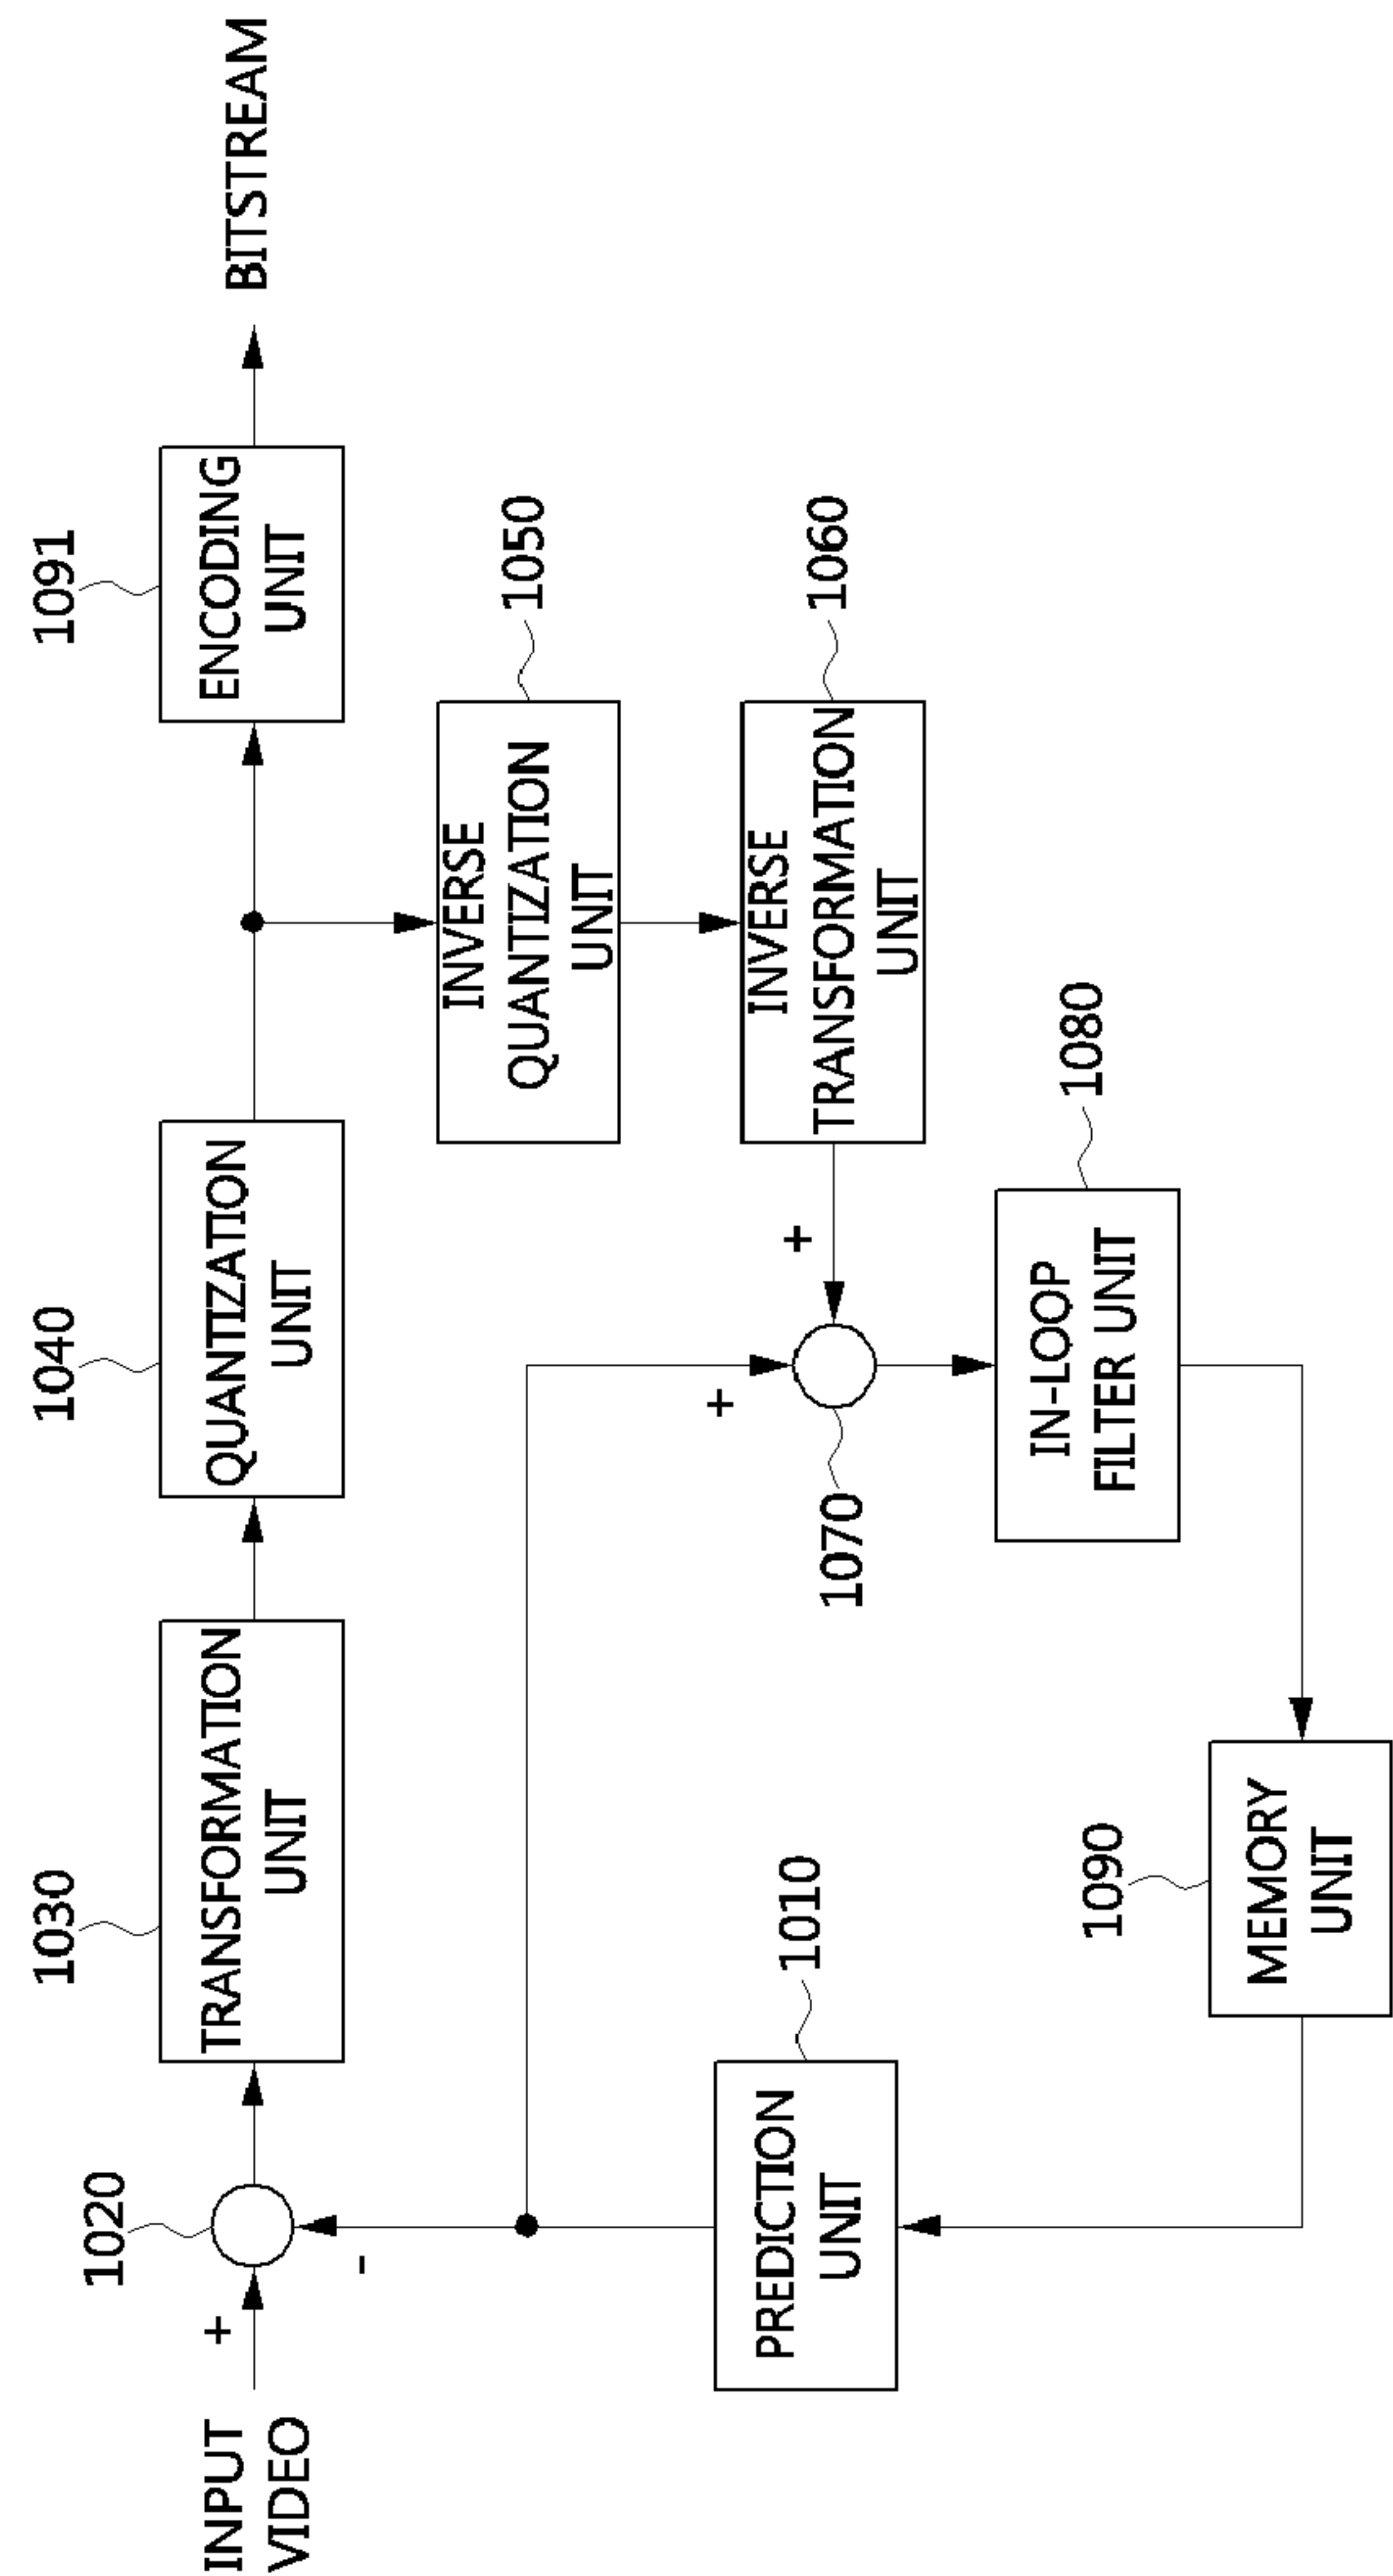 INPUT
VIDEO
+
-
1020
1030
TRANSFORMATION
UNIT
1040
QUANTIZATION
UNIT
1091
ENCODING
UNIT
BITSTREAM
INVERSE
QUANTIZATION
UNIT
1050
INVERSE
TRANSFORMATION
UNIT
1060
+
+
1070
IN-LOOP
FILTER UNIT
1080
PREDICTION
UNIT
1010
1090
MEMORY
UNIT